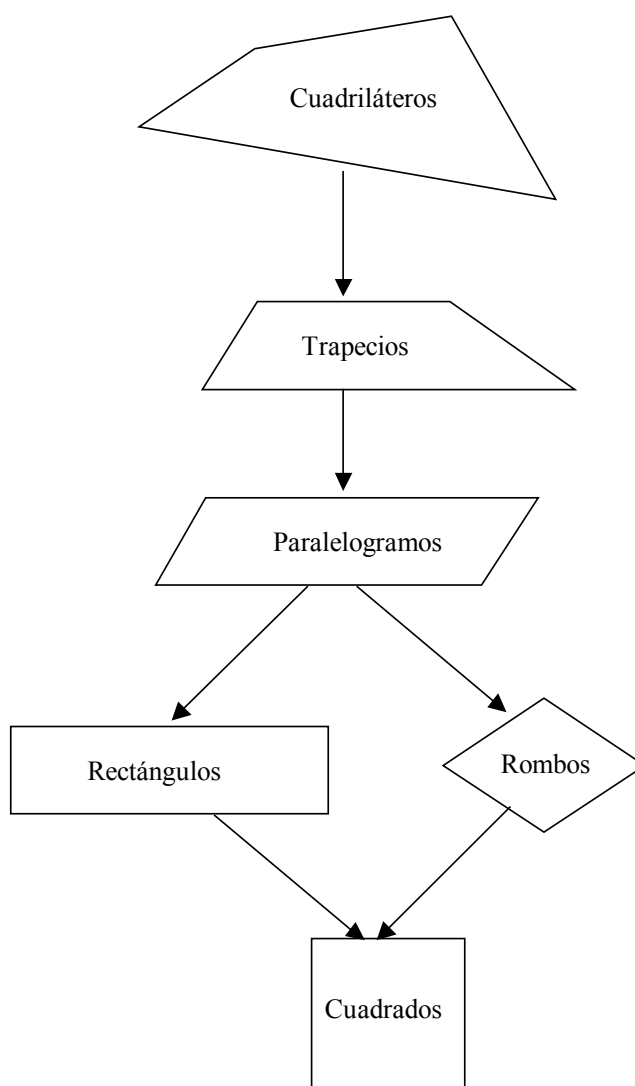 Cuadriláteros
Trapecios
Paralelogramos
Rectángulos
Rombos
Cuadrados